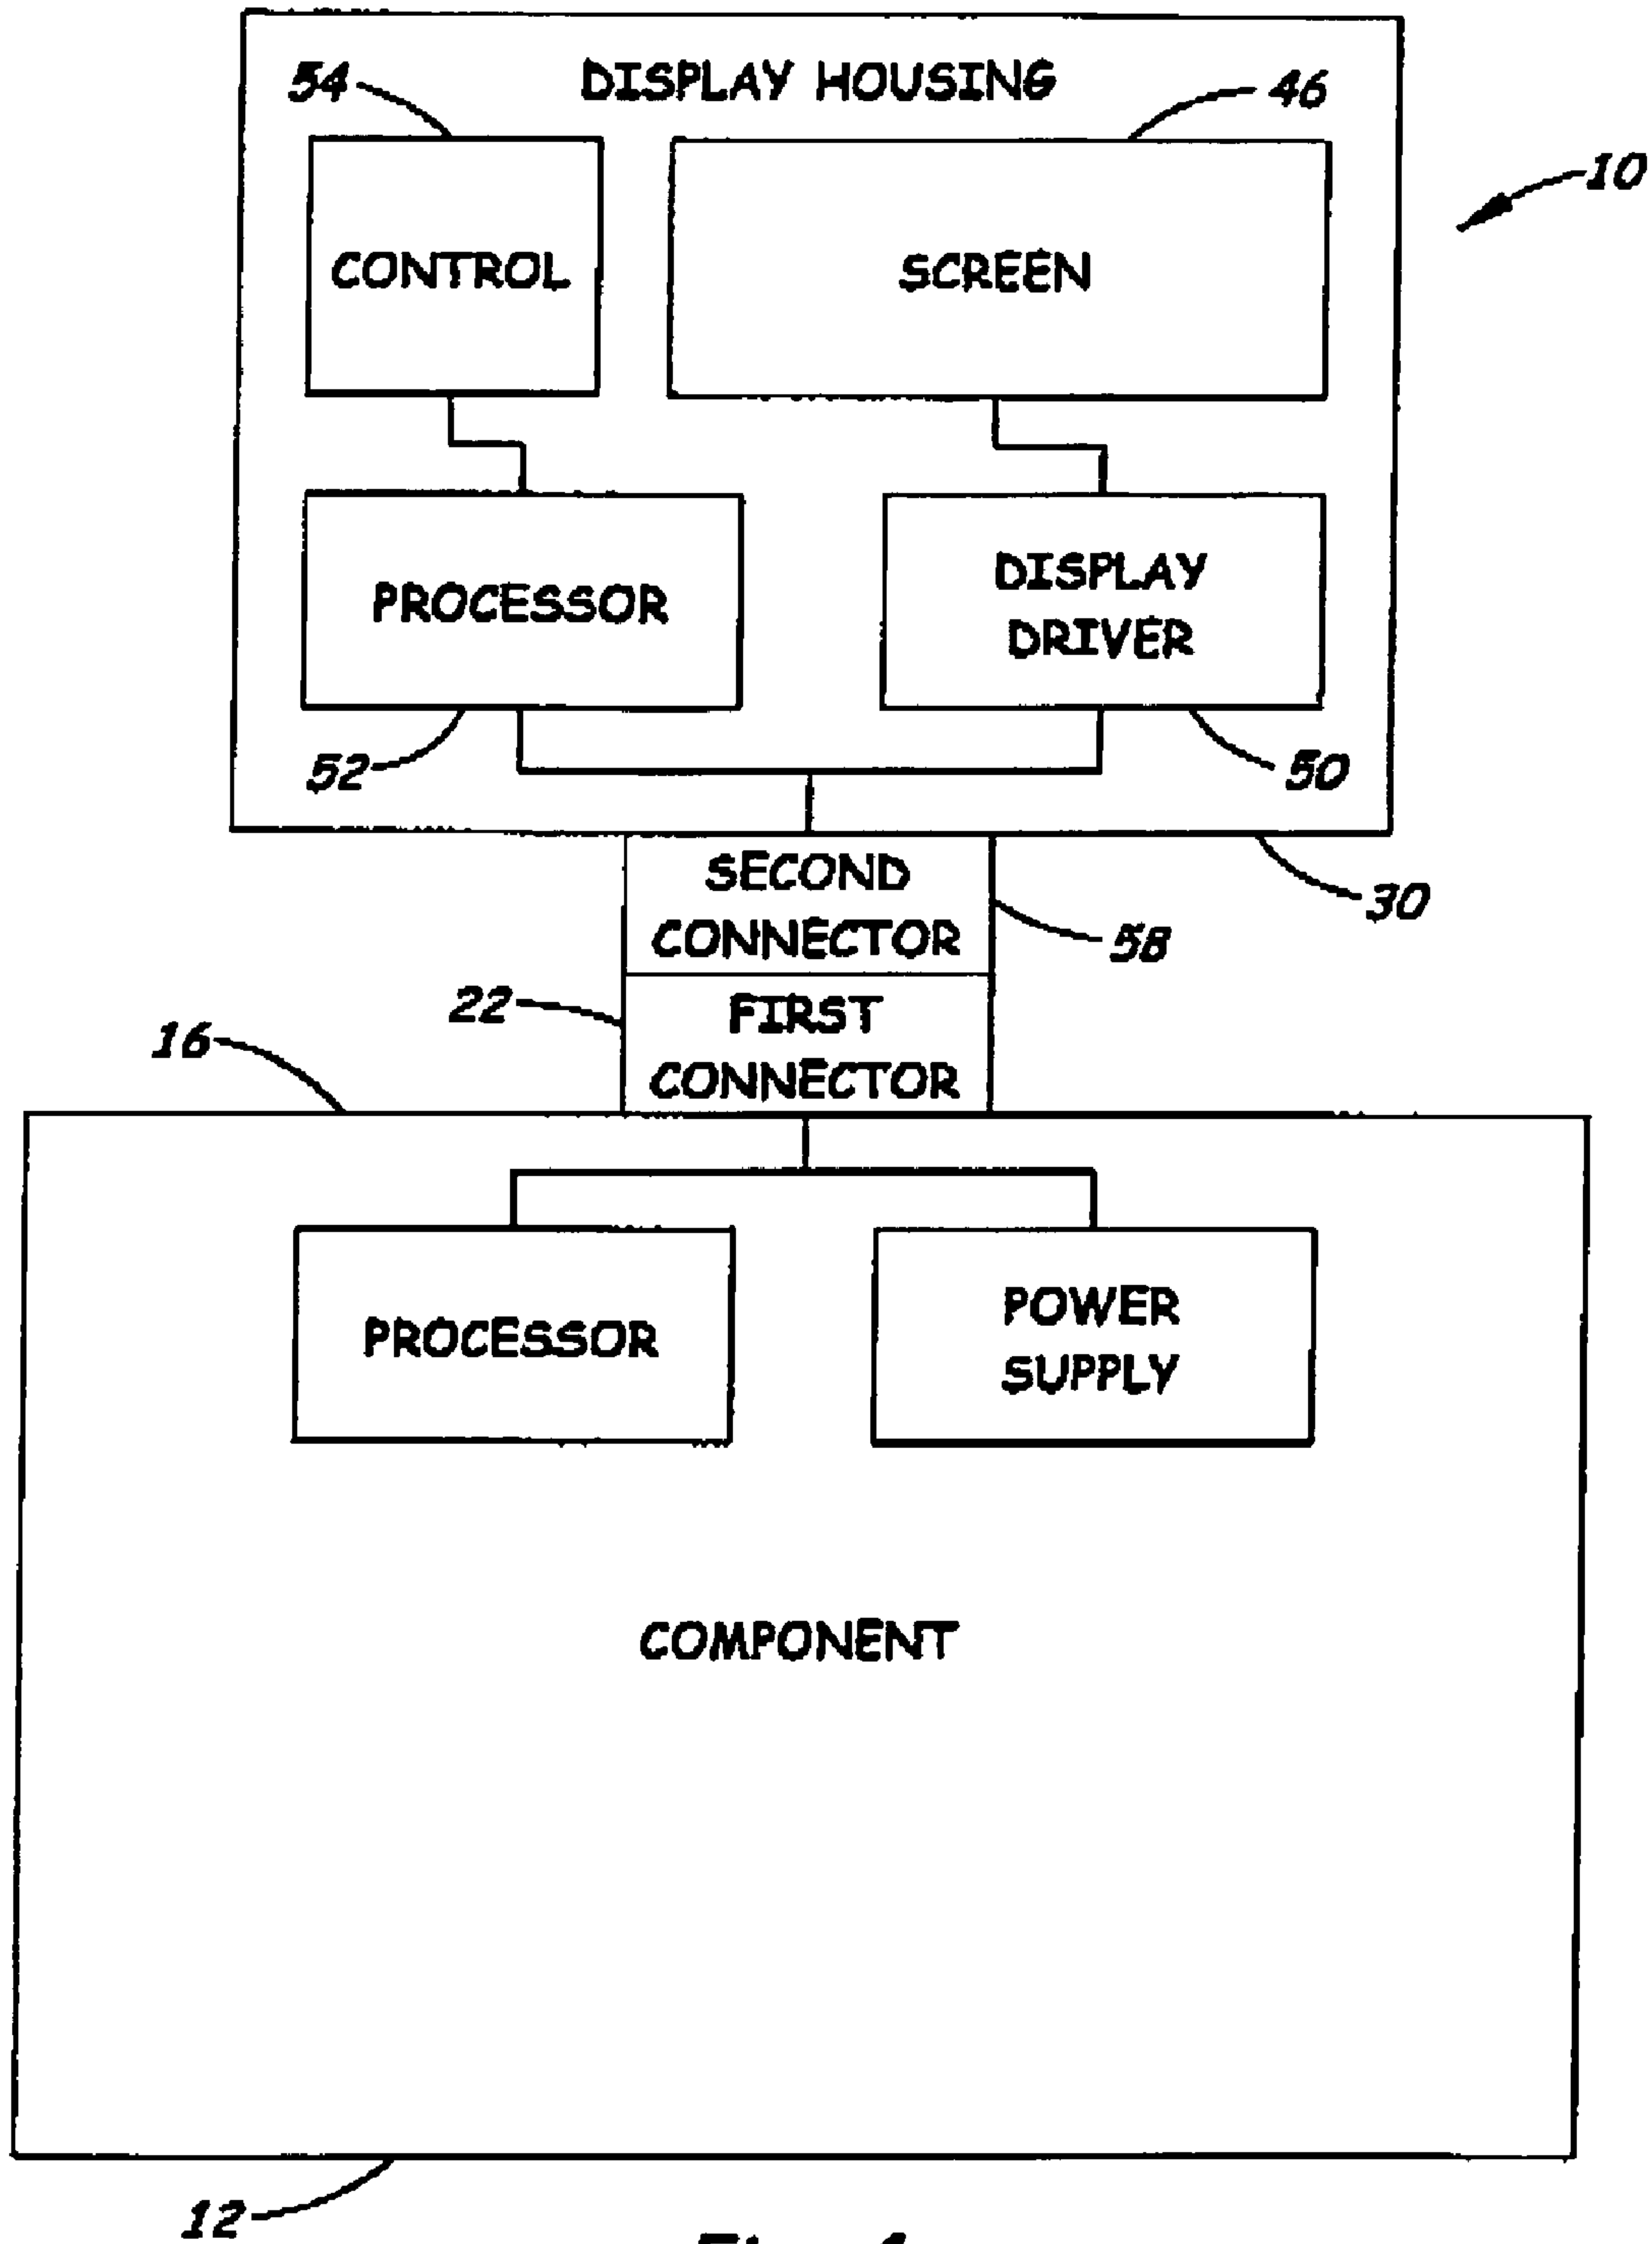 DISPLAY HOUSING
54
46
10
CONTROL
SCREEN
PROCESSOR
DISPLAY
DRIVER
52
50
30
SECOND
CONNECTOR
58
22
FIRST
CONNECTOR
16
PROCESSOR
POWER
SUPPLY
COMPONENT
12